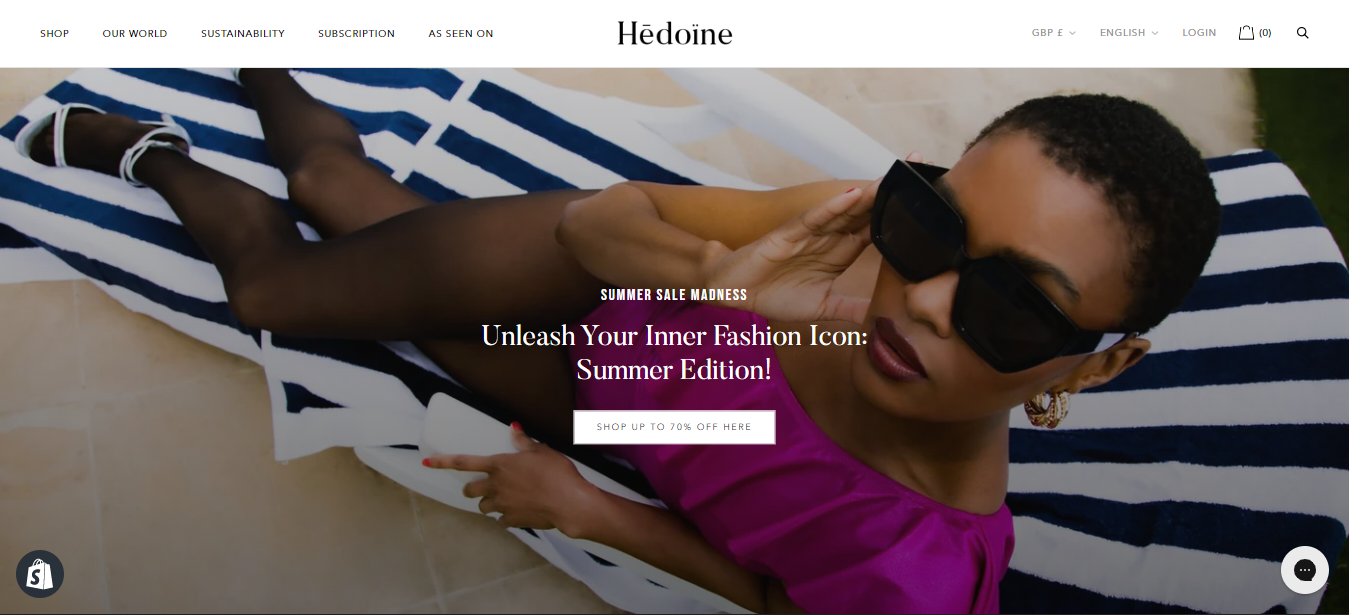 SHOP
OUR WORLD
SUSTAINABILITY
SUBSCRIPTION
AS SEEN ON
Hēdoïne
GBP £
ENGLISH
LOGIN
(0)
SUMMER SALE MADNESS
Unleash Your Inner Fashion Icon:
Summer Edition!
SHOP UP TO 70% OFF HERE
S